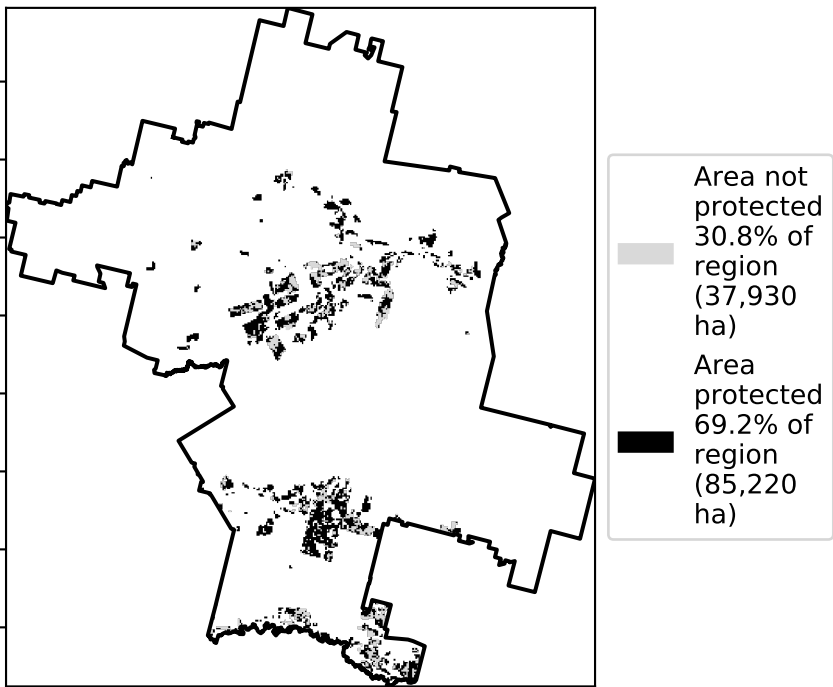 Area not
protected
30.8% of
region
(37,930
ha)
Area
protected
69.2% of
region
(85,220
ha)